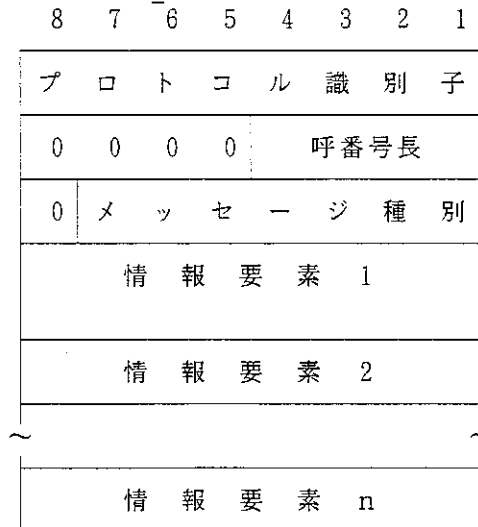 8 7 6 5 4 3 2 1
プロトコル識別子
0 0 0 0 呼番号長
0 メッセージ種別
情報要素1
情報要素2
~ ~
情報要素n